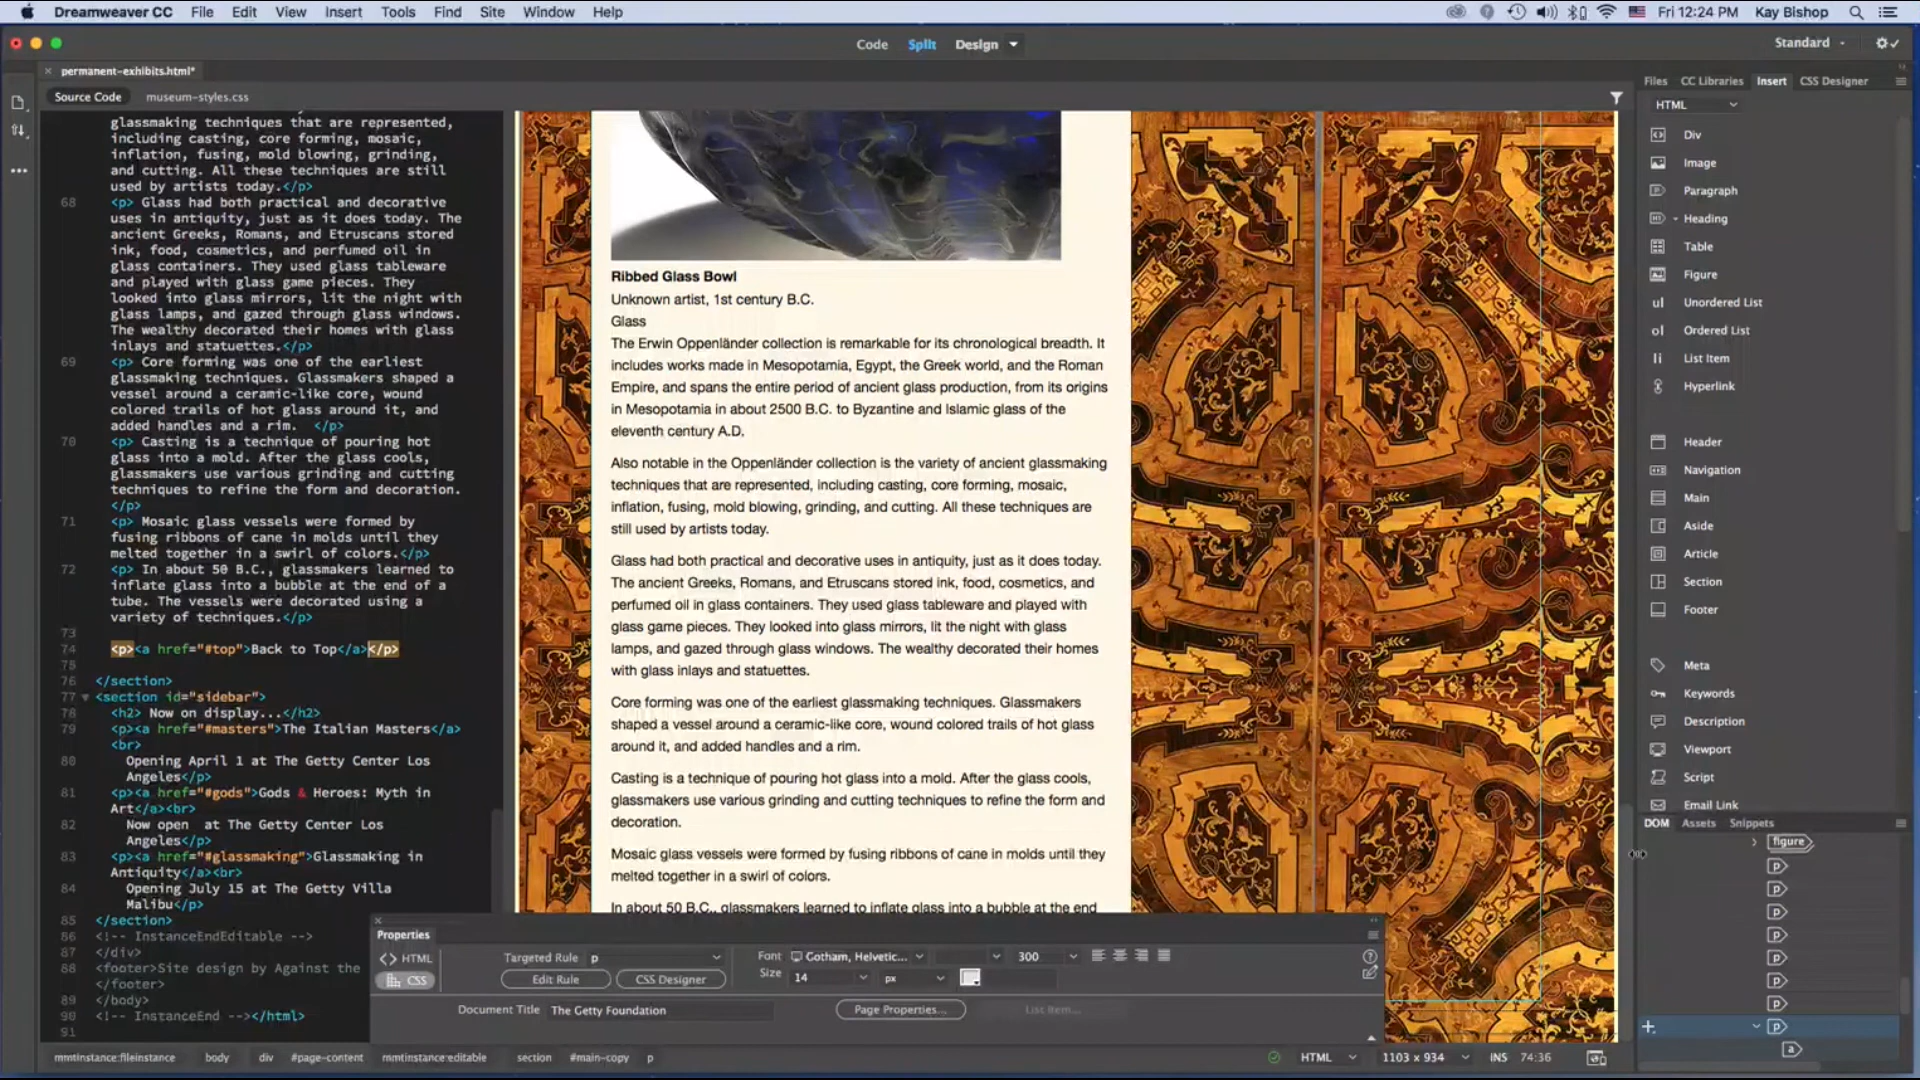 Dreamweaver CC File Edit View Insert Tools Find Site Window Help
Fri 12:24 PM Kay Bishop
Code Split Design
Standard
permanent-exhibits.html*
Source Code museum-styles.css
glassmaking techniques that are represented,
including casting, core forming, mosaic,
inflation, fusing, mold blowing, grinding,
and cutting. All these techniques are still
used by artists today.</p>
68 <p> Glass had both practical and decorative
uses in antiquity, just as it does today. The
ancient Greeks, Romans, and Etruscans stored
ink, food, cosmetics, and perfumed oil in
glass containers. They used glass tableware
and played with glass game pieces. They
looked into glass mirrors, lit the night with
glass lamps, and gazed through glass windows.
The wealthy decorated their homes with glass
inlays and statuettes.</p>
69 <p> Core forming was one of the earliest
glassmaking techniques. Glassmakers shaped a
vessel around a ceramic-like core, wound
colored trails of hot glass around it, and
added handles and a rim.  </p>
70 <p> Casting is a technique of pouring hot
glass into a mold. After the glass cools,
glassmakers use various grinding and cutting
techniques to refine the form and decoration.
</p>
71 <p> Mosaic glass vessels were formed by
fusing ribbons of cane in molds until they
melted together in a swirl of colors.</p>
72 <p> In about 50 B.C., glassmakers learned to
inflate glass into a bubble at the end of a
tube. The vessels were decorated using a
variety of techniques.</p>
73
74 <p><a href="#top">Back to Top</a></p>
75
76 </section>
77 <section id="sidebar">
78 <h2> Now on display...</h2>
79 <p><a href="#masters">The Italian Masters</a>
<br>
80 Opening April 1 at The Getty Center Los
Angeles</p>
81 <p><a href="#gods">Gods & Heroes: Myth in
Art</a><br>
82 Now open  at The Getty Center Los
Angeles</p>
83 <p><a href="#glassmaking">Glassmaking in
Antiquity</a><br>
84 Opening July 15 at The Getty Villa
Malibu</p>
85 </section>
86 <!-- InstanceEndEditable -->
87 </div>
88 <footer>Site design by Against the
</footer>
89 </body>
90 <!-- InstanceEnd --></html>
91
Ribbed Glass Bowl
Unknown artist, 1st century B.C.
Glass
The Erwin Oppenländer collection is remarkable for its chronological breadth. It
includes works made in Mesopotamia, Egypt, the Greek world, and the Roman
Empire, and spans the entire period of ancient glass production, from its origins
in Mesopotamia in about 2500 B.C. to Byzantine and Islamic glass of the
eleventh century A.D.
Also notable in the Oppenländer collection is the variety of ancient glassmaking
techniques that are represented, including casting, core forming, mosaic,
inflation, fusing, mold blowing, grinding, and cutting. All these techniques are
still used by artists today.
Glass had both practical and decorative uses in antiquity, just as it does today.
The ancient Greeks, Romans, and Etruscans stored ink, food, cosmetics, and
perfumed oil in glass containers. They used glass tableware and played with
glass game pieces. They looked into glass mirrors, lit the night with glass
lamps, and gazed through glass windows. The wealthy decorated their homes
with glass inlays and statuettes.
Core forming was one of the earliest glassmaking techniques. Glassmakers
shaped a vessel around a ceramic-like core, wound colored trails of hot glass
around it, and added handles and a rim.
Casting is a technique of pouring hot glass into a mold. After the glass cools,
glassmakers use various grinding and cutting techniques to refine the form and
decoration.
Mosaic glass vessels were formed by fusing ribbons of cane in molds until they
melted together in a swirl of colors.
In about 50 B.C., glassmakers learned to inflate glass into a bubble at the end
Properties
HTML
CSS
Targeted Rule p
Edit Rule CSS Designer
Font Gotham, Helvetic... 300
Size 14 px
Document Title The Getty Foundation
Page Properties... List Item...
mmtinstance:fileinstance body div #page-content mmtinstance:editable section #main-copy p
HTML 1103 x 934 INS 74:36
Files CC Libraries Insert CSS Designer
HTML
Div
Image
Paragraph
Heading
Table
Figure
ul Unordered List
ol Ordered List
li List Item
Hyperlink
Header
Navigation
Main
Aside
Article
Section
Footer
Meta
Keywords
Description
Viewport
Script
Email Link
DOM Assets Snippets
figure
p
p
p
p
p
p
p
p
a